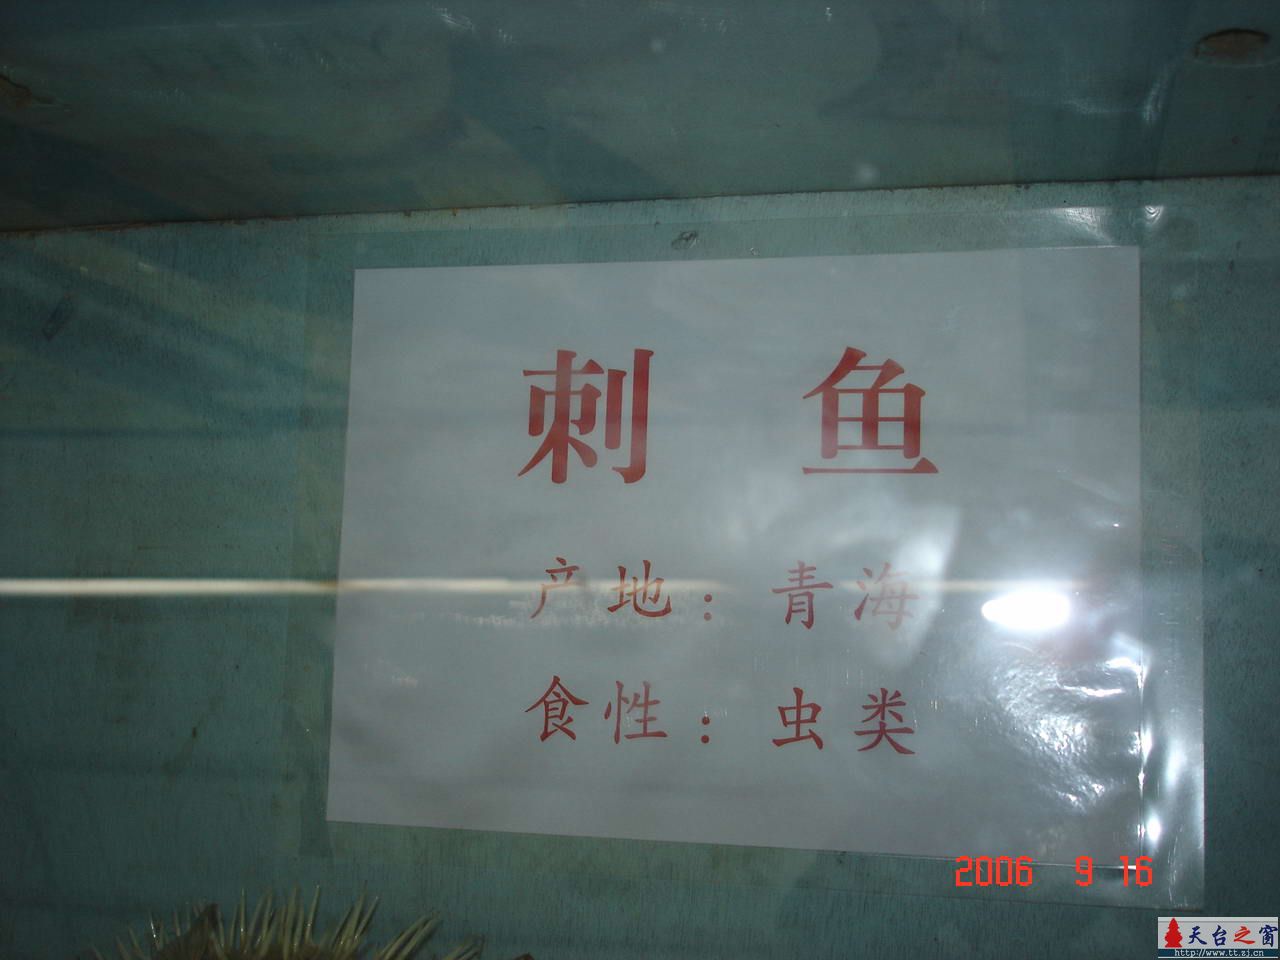 刺鱼
产地：青海
食性：虫类
2006 9 16
天台之窗
http://www.tt.zj.cn